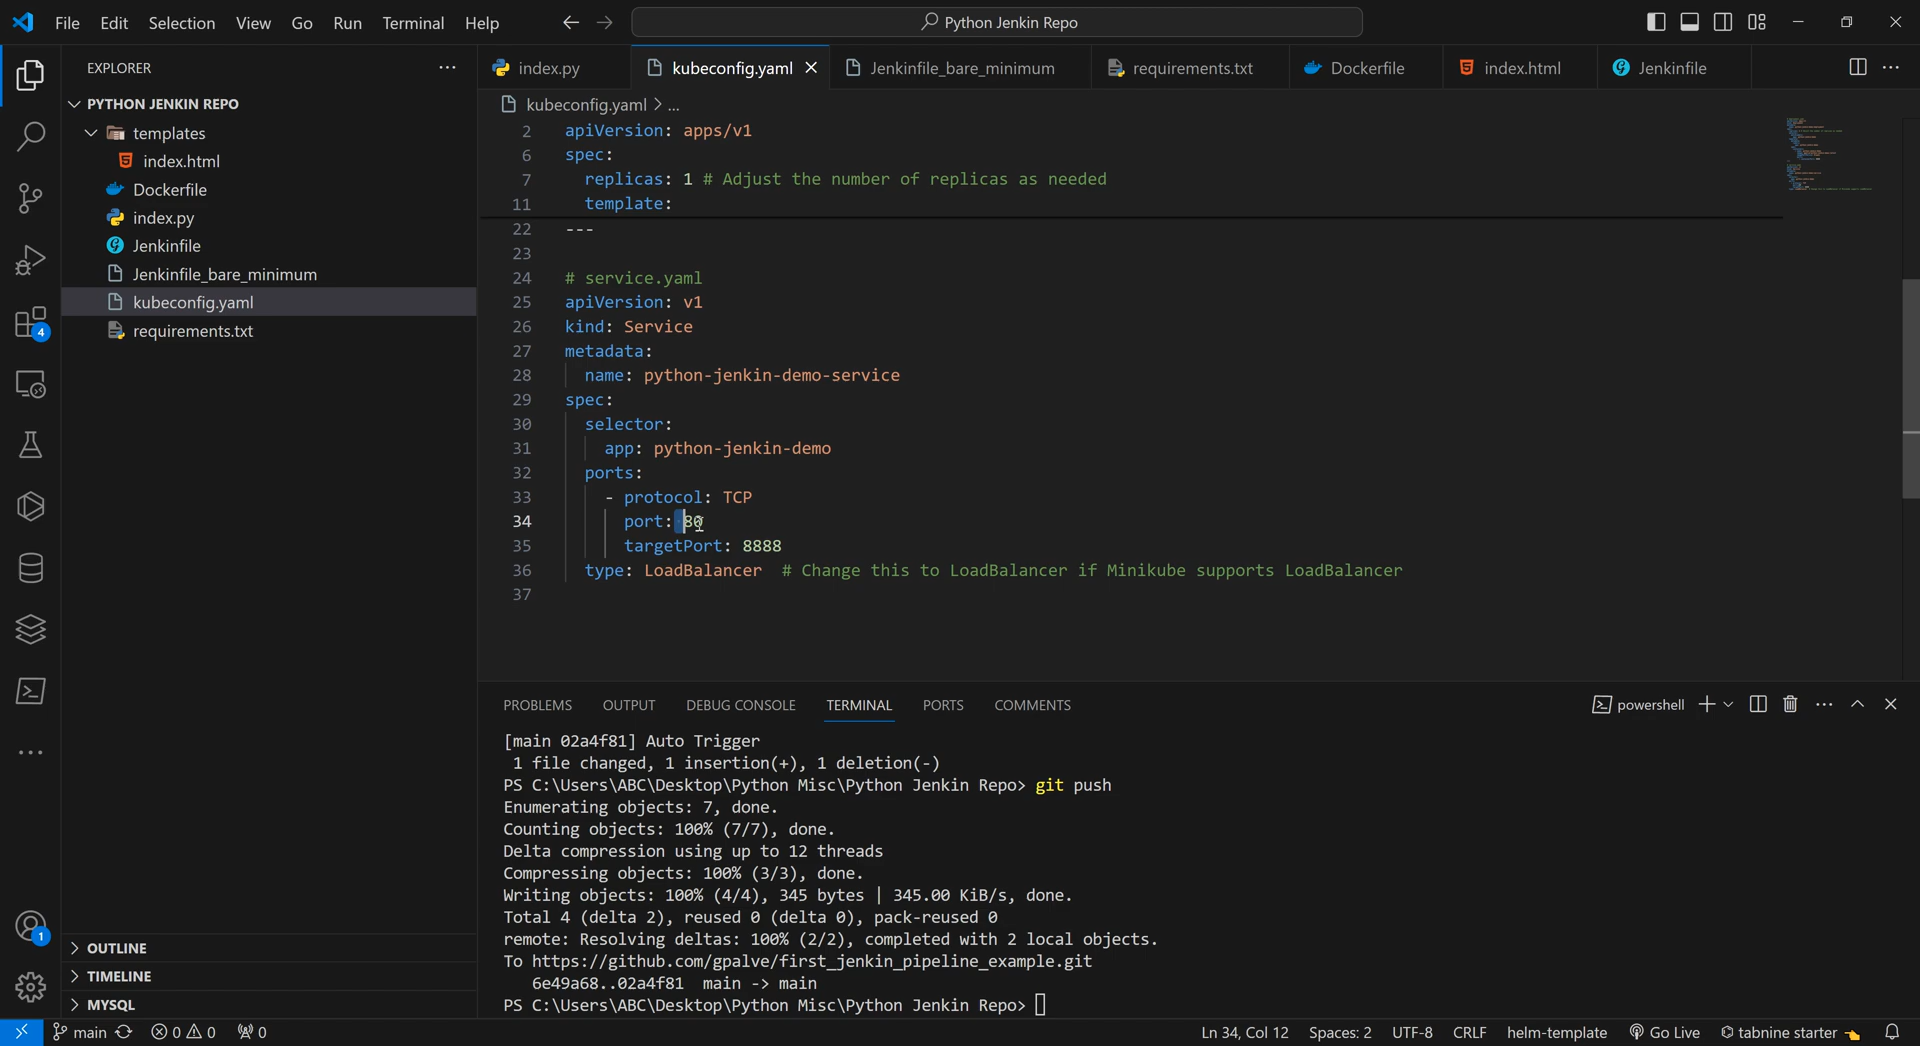 File Edit Selection View Go Run Terminal Help
Python Jenkin Repo
EXPLORER
PYTHON JENKIN REPO
templates
index.html
Dockerfile
index.py
Jenkinfile
Jenkinfile_bare_minimum
kubeconfig.yaml
requirements.txt
OUTLINE
TIMELINE
MYSQL
4
1
index.py kubeconfig.yaml Jenkinfile_bare_minimum requirements.txt Dockerfile index.html Jenkinfile
kubeconfig.yaml > ...
2 apiVersion: apps/v1
6 spec:
7 replicas: 1 # Adjust the number of replicas as needed
11 template:
22 ---
23
24 # service.yaml
25 apiVersion: v1
26 kind: Service
27 metadata:
28 name: python-jenkin-demo-service
29 spec:
30 selector:
31 app: python-jenkin-demo
32 ports:
33 - protocol: TCP
34 port: 80
35 targetPort: 8888
36 type: LoadBalancer # Change this to LoadBalancer if Minikube supports LoadBalancer
37
PROBLEMS OUTPUT DEBUG CONSOLE TERMINAL PORTS COMMENTS
powershell
[main 02a4f81] Auto Trigger
1 file changed, 1 insertion(+), 1 deletion(-)
PS C:\Users\ABC\Desktop\Python Misc\Python Jenkin Repo> git push
Enumerating objects: 7, done.
Counting objects: 100% (7/7), done.
Delta compression using up to 12 threads
Compressing objects: 100% (3/3), done.
Writing objects: 100% (4/4), 345 bytes | 345.00 KiB/s, done.
Total 4 (delta 2), reused 0 (delta 0), pack-reused 0
remote: Resolving deltas: 100% (2/2), completed with 2 local objects.
To https://github.com/gpalve/first_jenkin_pipeline_example.git
6e49a68..02a4f81 main -> main
PS C:\Users\ABC\Desktop\Python Misc\Python Jenkin Repo>
main 0 0 0 Ln 34, Col 12 Spaces: 2 UTF-8 CRLF helm-template Go Live tabnine starter